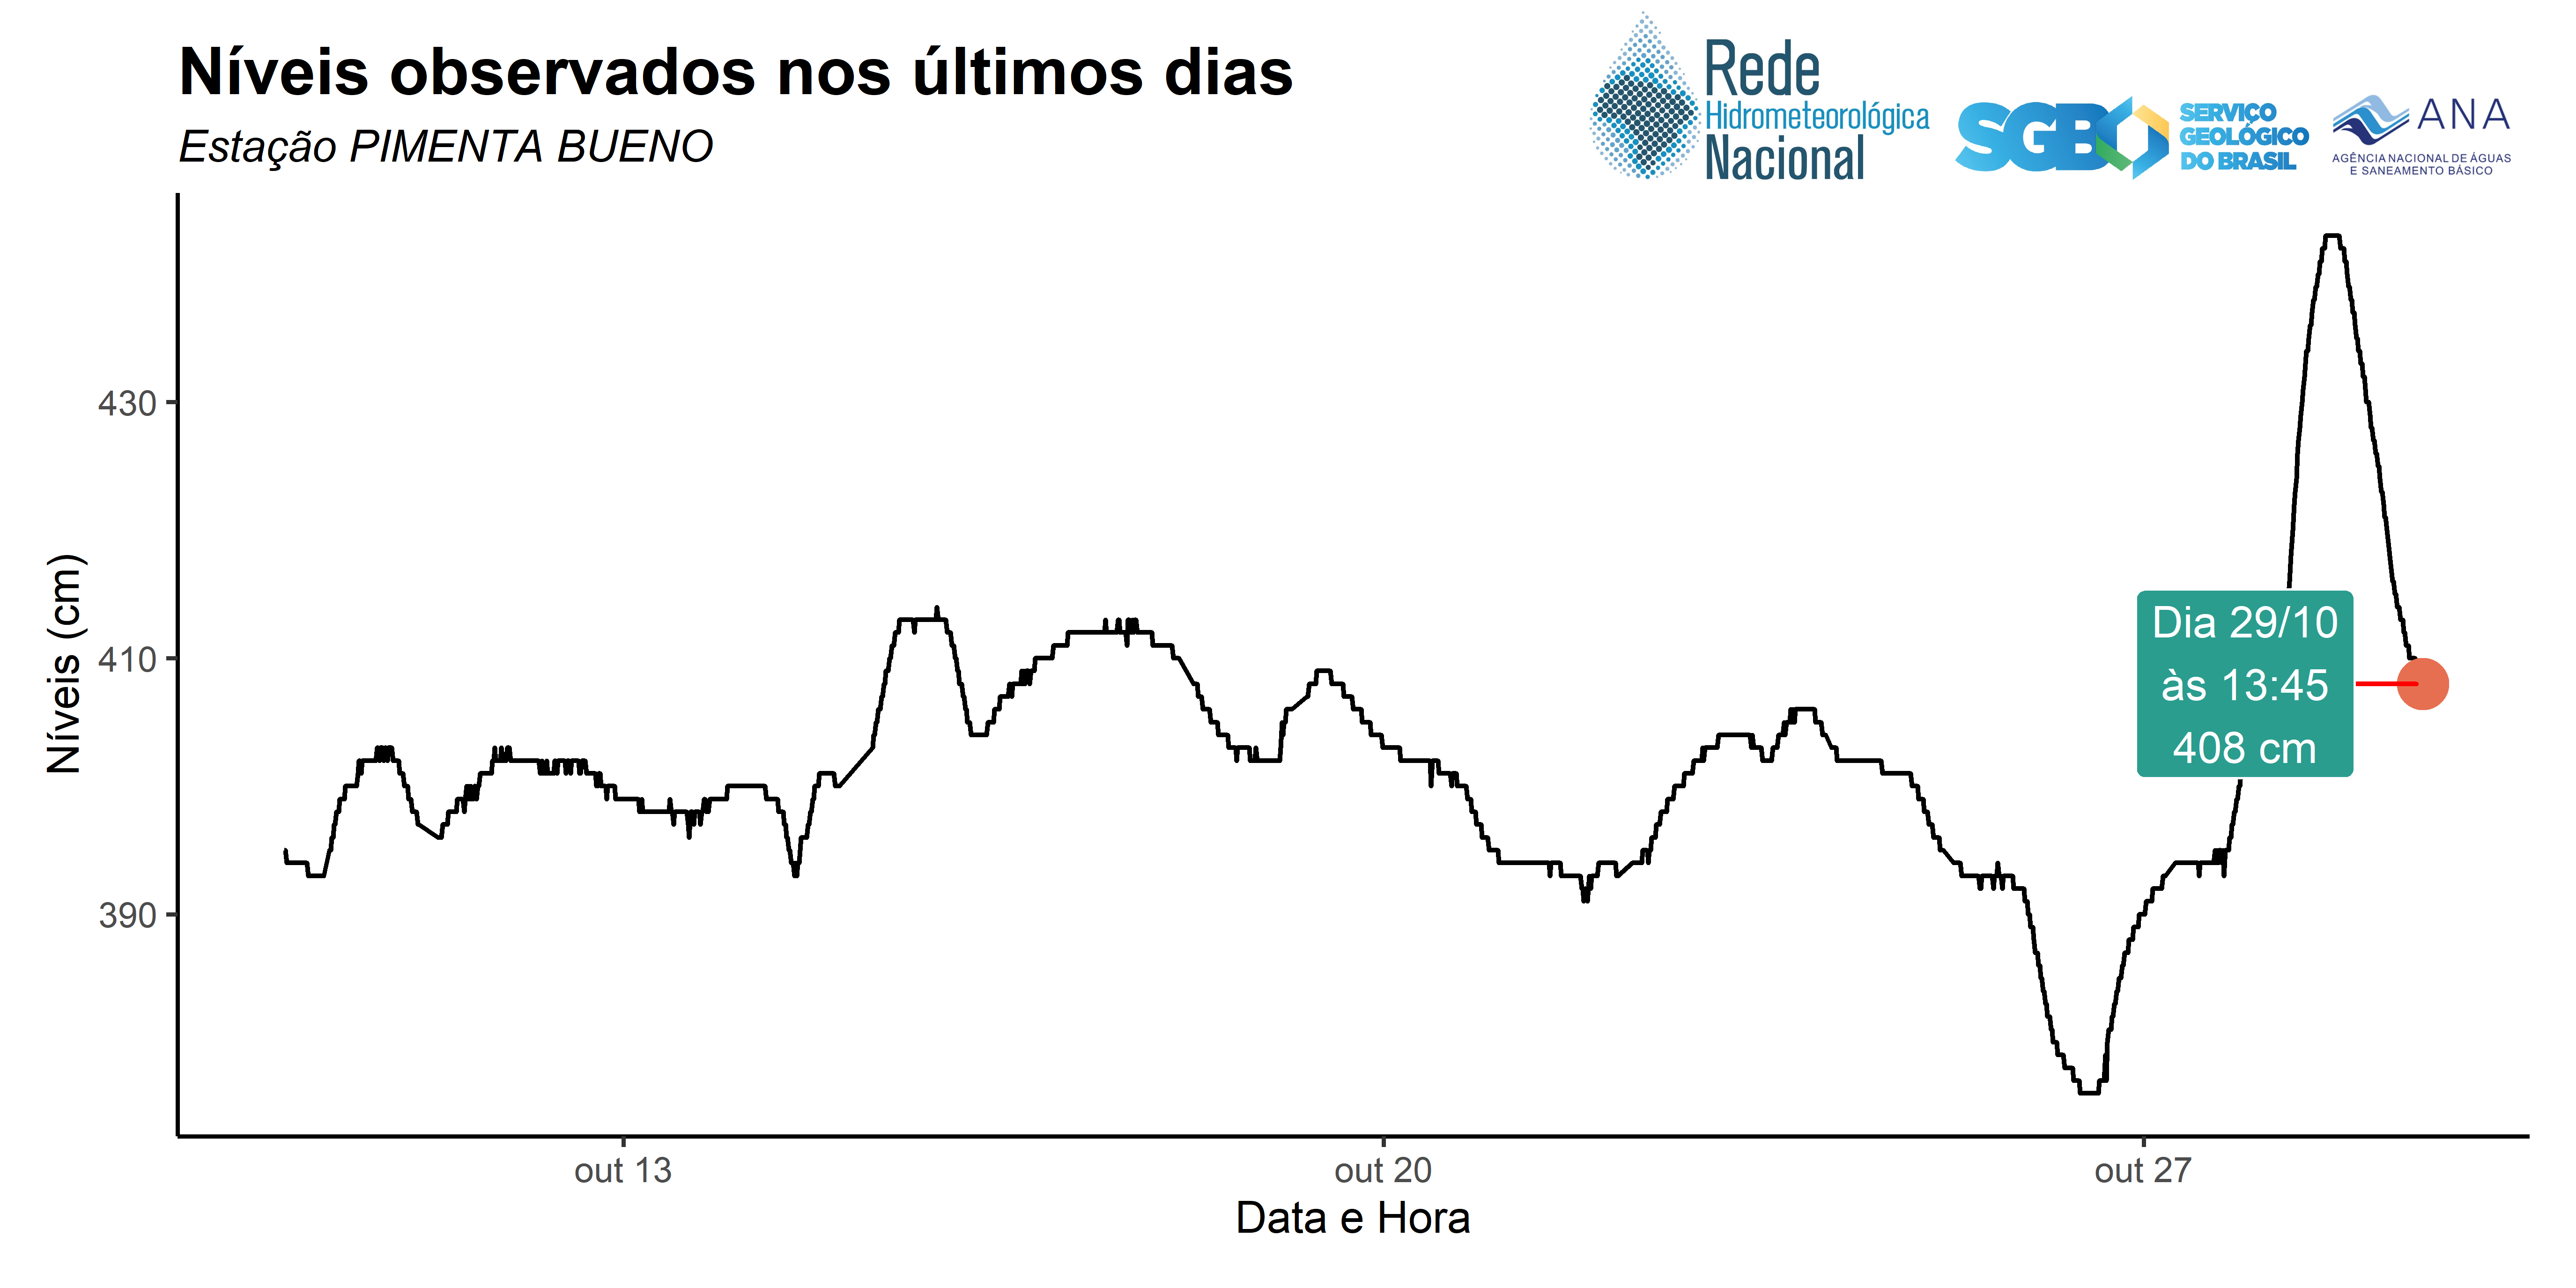 Níveis observados nos últimos dias
Estação PIMENTA BUENO
Rede
Hidrometeorológica
Nacional
SGB
SERVIÇO
GEOLÓGICO
DO BRASIL
ANA
AGÊNCIA NACIONAL DE ÁGUAS
E SANEAMENTO BÁSICO
Níveis (cm)
430
410
390
Dia 29/10
às 13:45
408 cm
out 13
out 20
out 27
Data e Hora